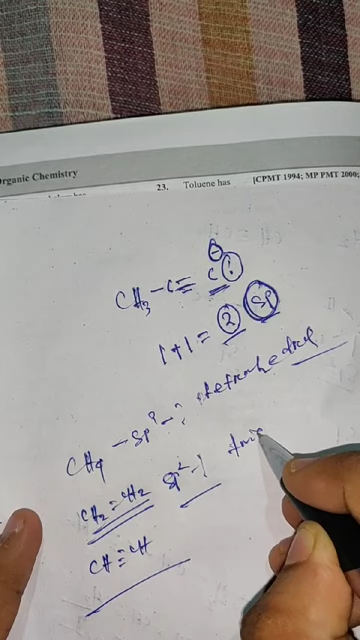 Organic Chemistry
23. Toluene has [CPMT 1994; MP PMT 2000;
⊖
CH₃-C≡C:
1+1=2 sp
CH₄ - sp³ -: tetrahedral
CH₂=CH₂ sp² -:
CH≡CH